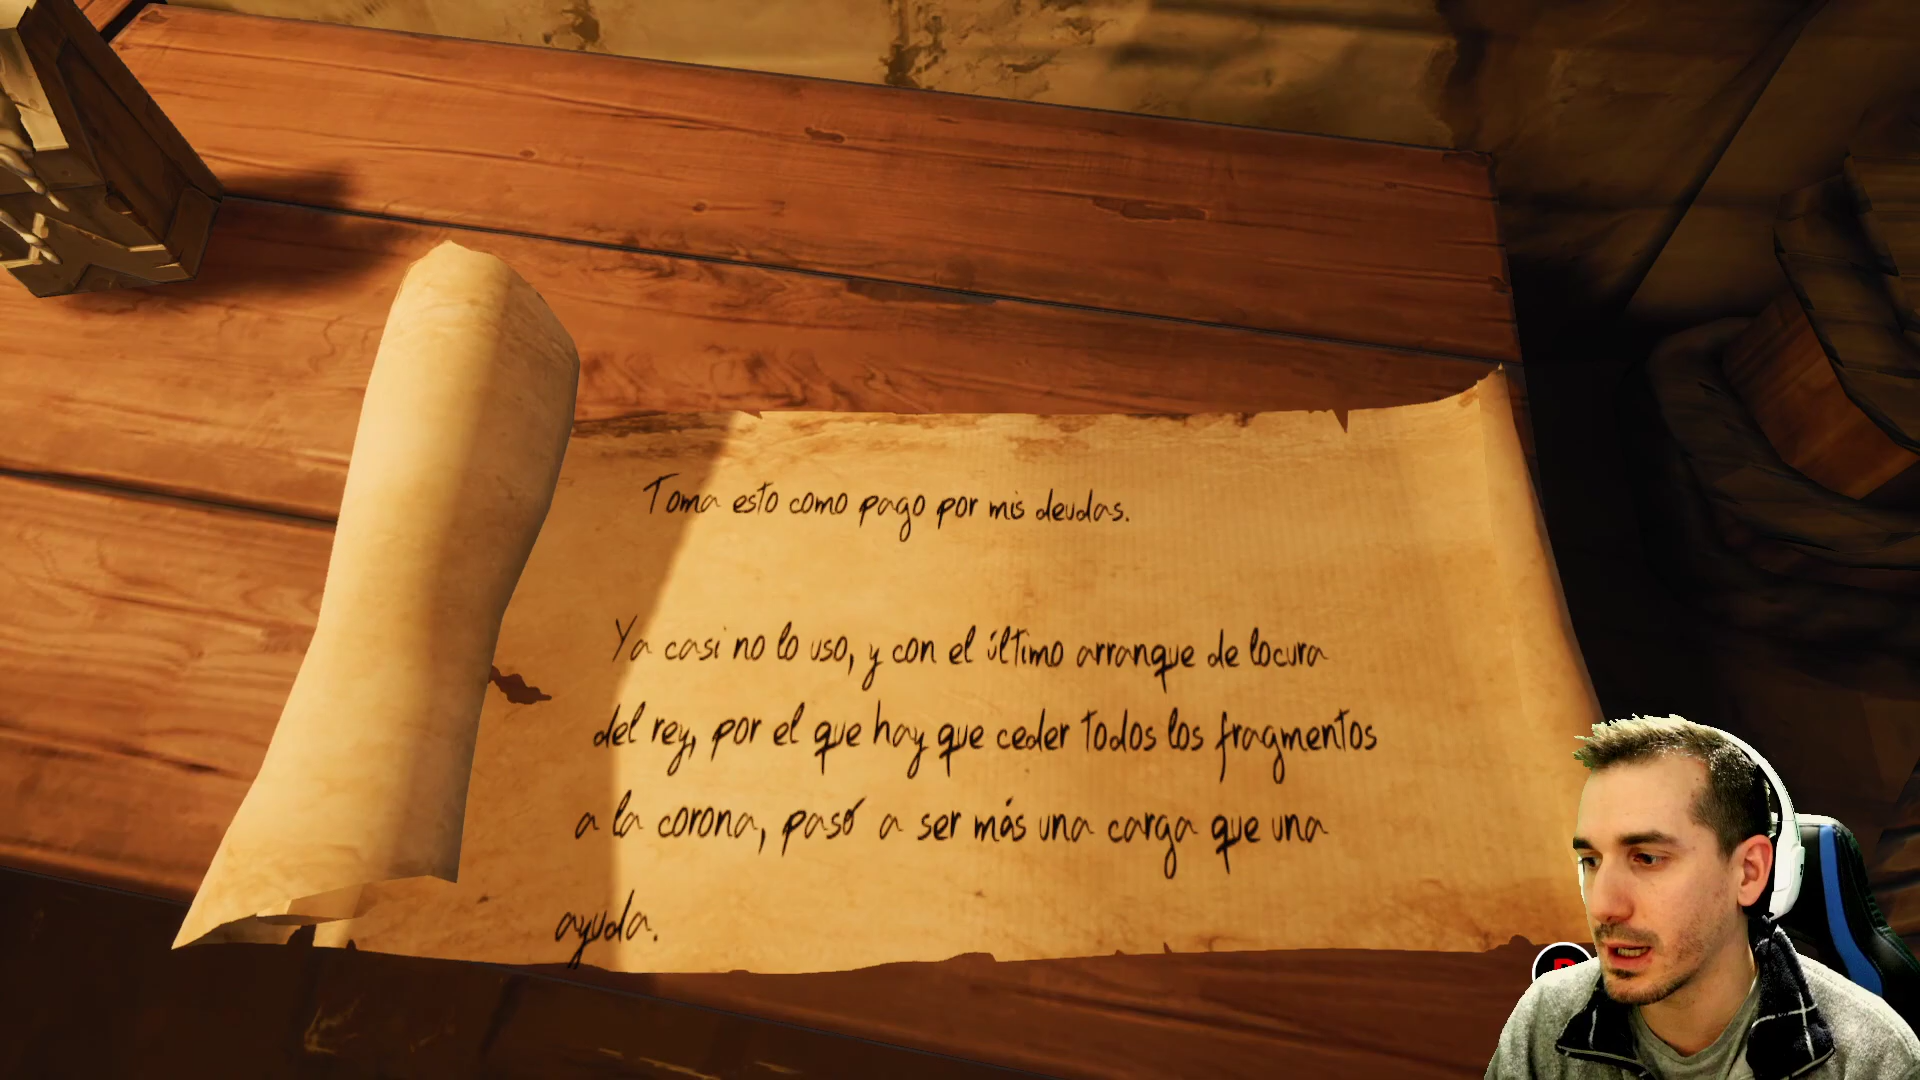 Toma esto como pago por mis deudas.
Ya casi no lo uso, y con el último arranque de locura
del rey, por el que hay que ceder todos los fragmentos
a la corona, pasó a ser más una carga que una
ayuda.